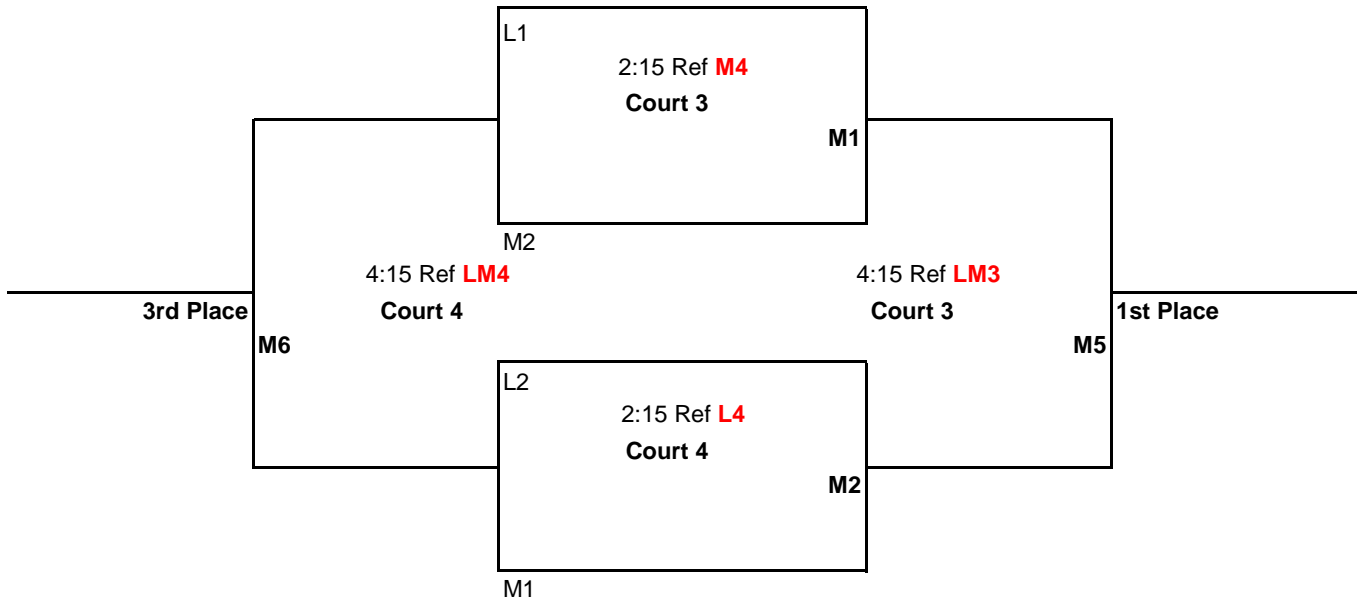 L1
2:15 Ref M4
Court 3
M1
M2
4:15 Ref LM4
4:15 Ref LM3
3rd Place
Court 4
Court 3
1st Place
M6
M5
L2
2:15 Ref L4
Court 4
M2
M1